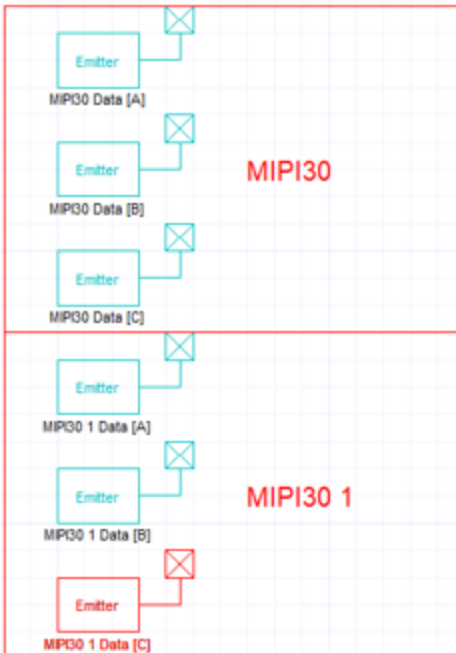 Emitter
MIPI30 Data [A]
Emitter
MIPI30 Data [B]
MIPI30
Emitter
MIPI30 Data [C]
Emitter
MIPI30 1 Data [A]
Emitter
MIPI30 1 Data [B]
MIPI30 1
Emitter
MIPI30 1 Data [C]